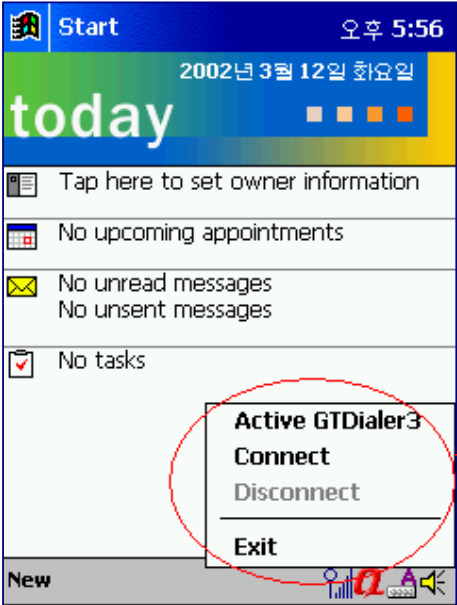 Start
오후 5:56
2002년 3월 12일 화요일
today
Tap here to set owner information
No upcoming appointments
No unread messages
No unsent messages
No tasks
Active GTDialer3
Connect
Disconnect
Exit
New